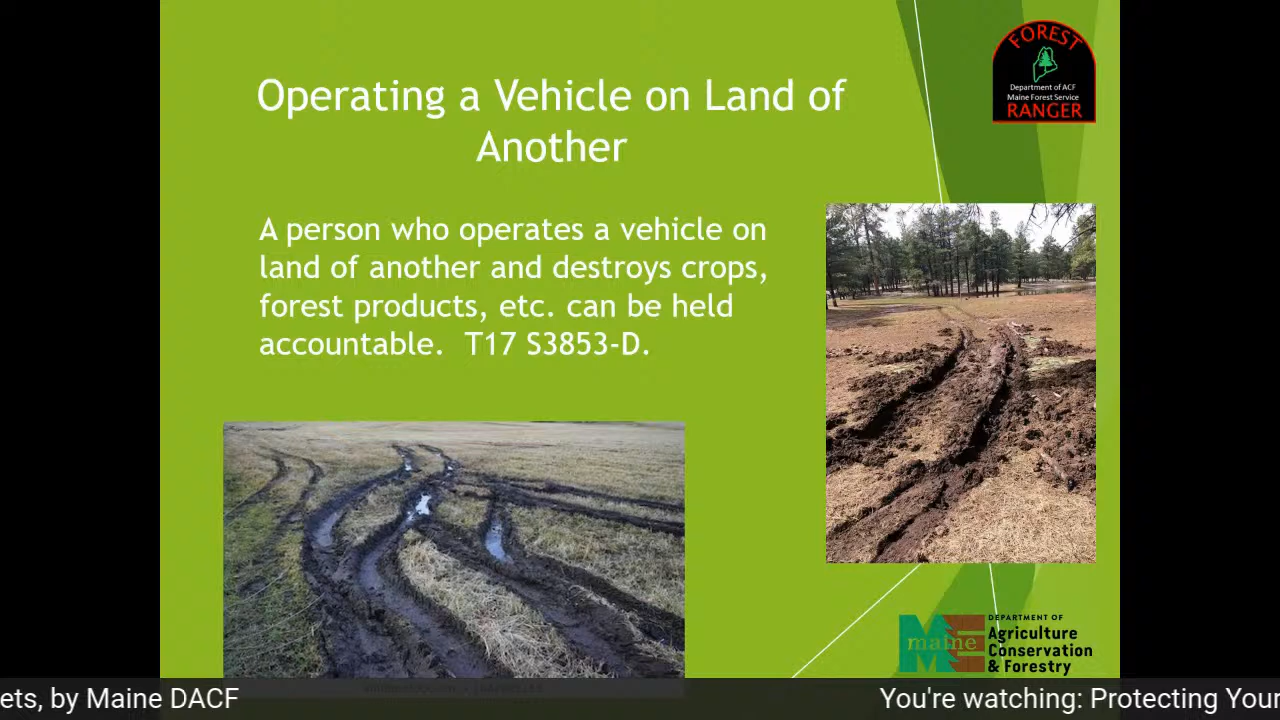 FOREST
Department of ACF
Maine Forest Service
RANGER
Operating a Vehicle on Land of
Another
A person who operates a vehicle on
land of another and destroys crops,
forest products, etc. can be held
accountable.  T17 S3853-D.
maine
DEPARTMENT OF
Agriculture
Conservation
& Forestry
ets, by Maine DACF
You're watching: Protecting Your